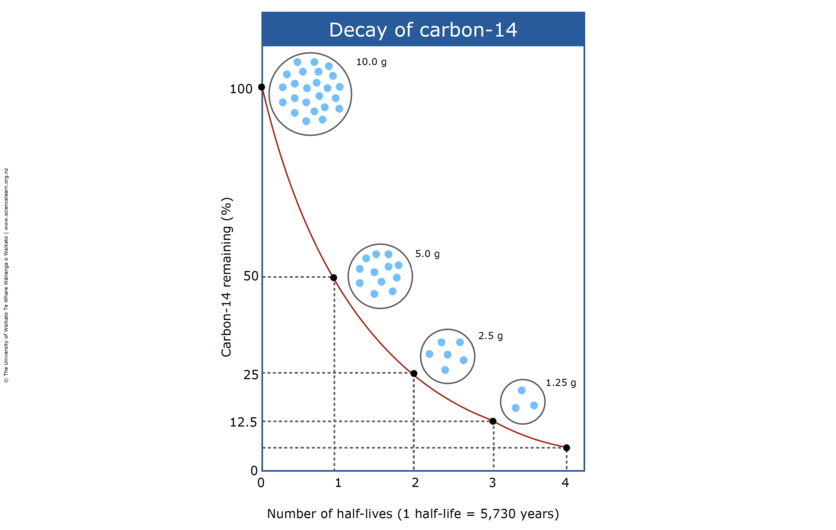 Decay of carbon-14
10.0 g
100
5.0 g
50
2.5 g
25
1.25 g
12.5
0
0 1 2 3 4
Carbon-14 remaining (%)
Number of half-lives (1 half-life = 5,730 years)
© The University of Waikato Te Whare Wānanga o Waikato | www.sciencelearn.org.nz